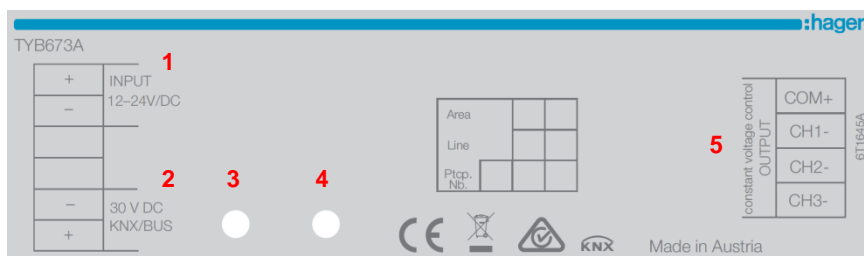 :hager
TYB673A
1
+
INPUT
12–24V/DC
–
2
–
30 V DC
KNX/BUS
+
3
4
Area
Line
Ptcp.
Nb.
CE
KNX
Made in Austria
5
constant voltage control
OUTPUT
COM+
CH1-
CH2-
CH3-
6T1645A